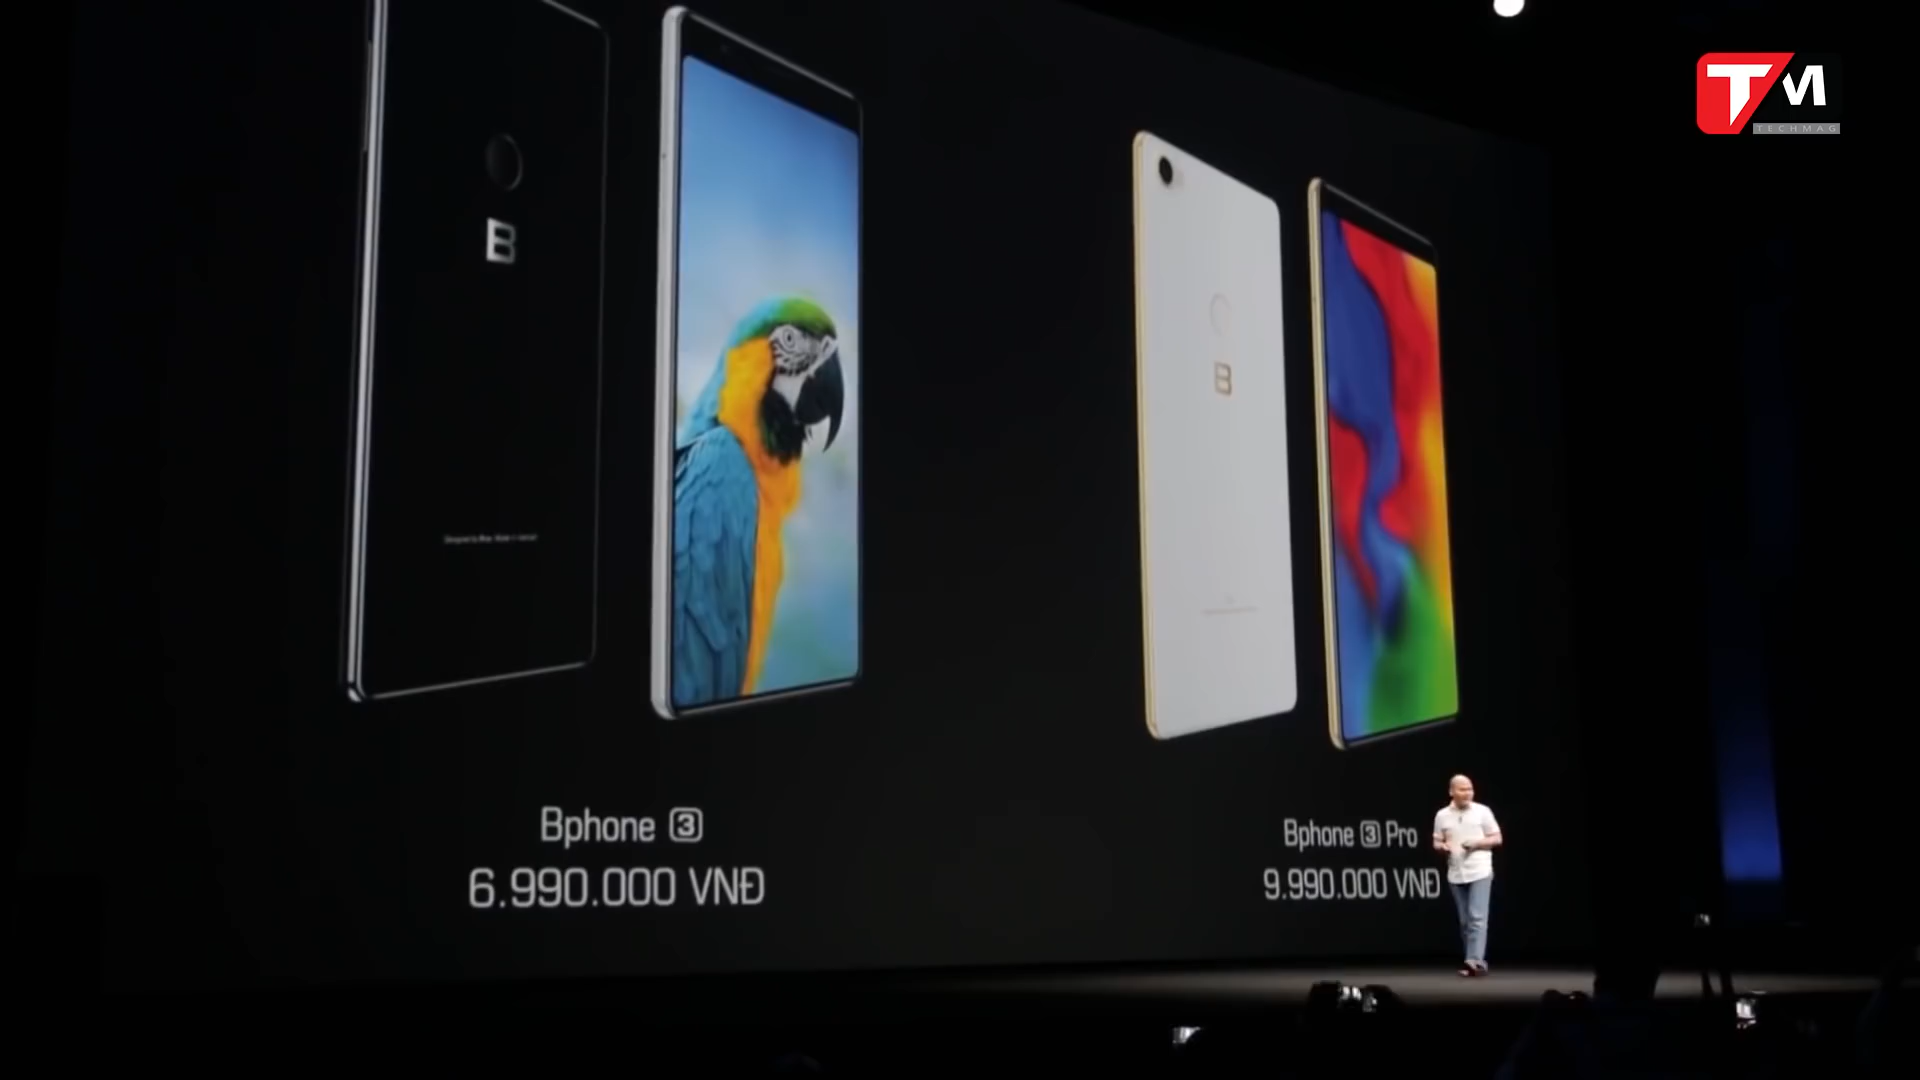 TM
TECHMAG
B
B
Bphone 3
6.990.000 VNĐ
Bphone 3 Pro
9.990.000 VNĐ